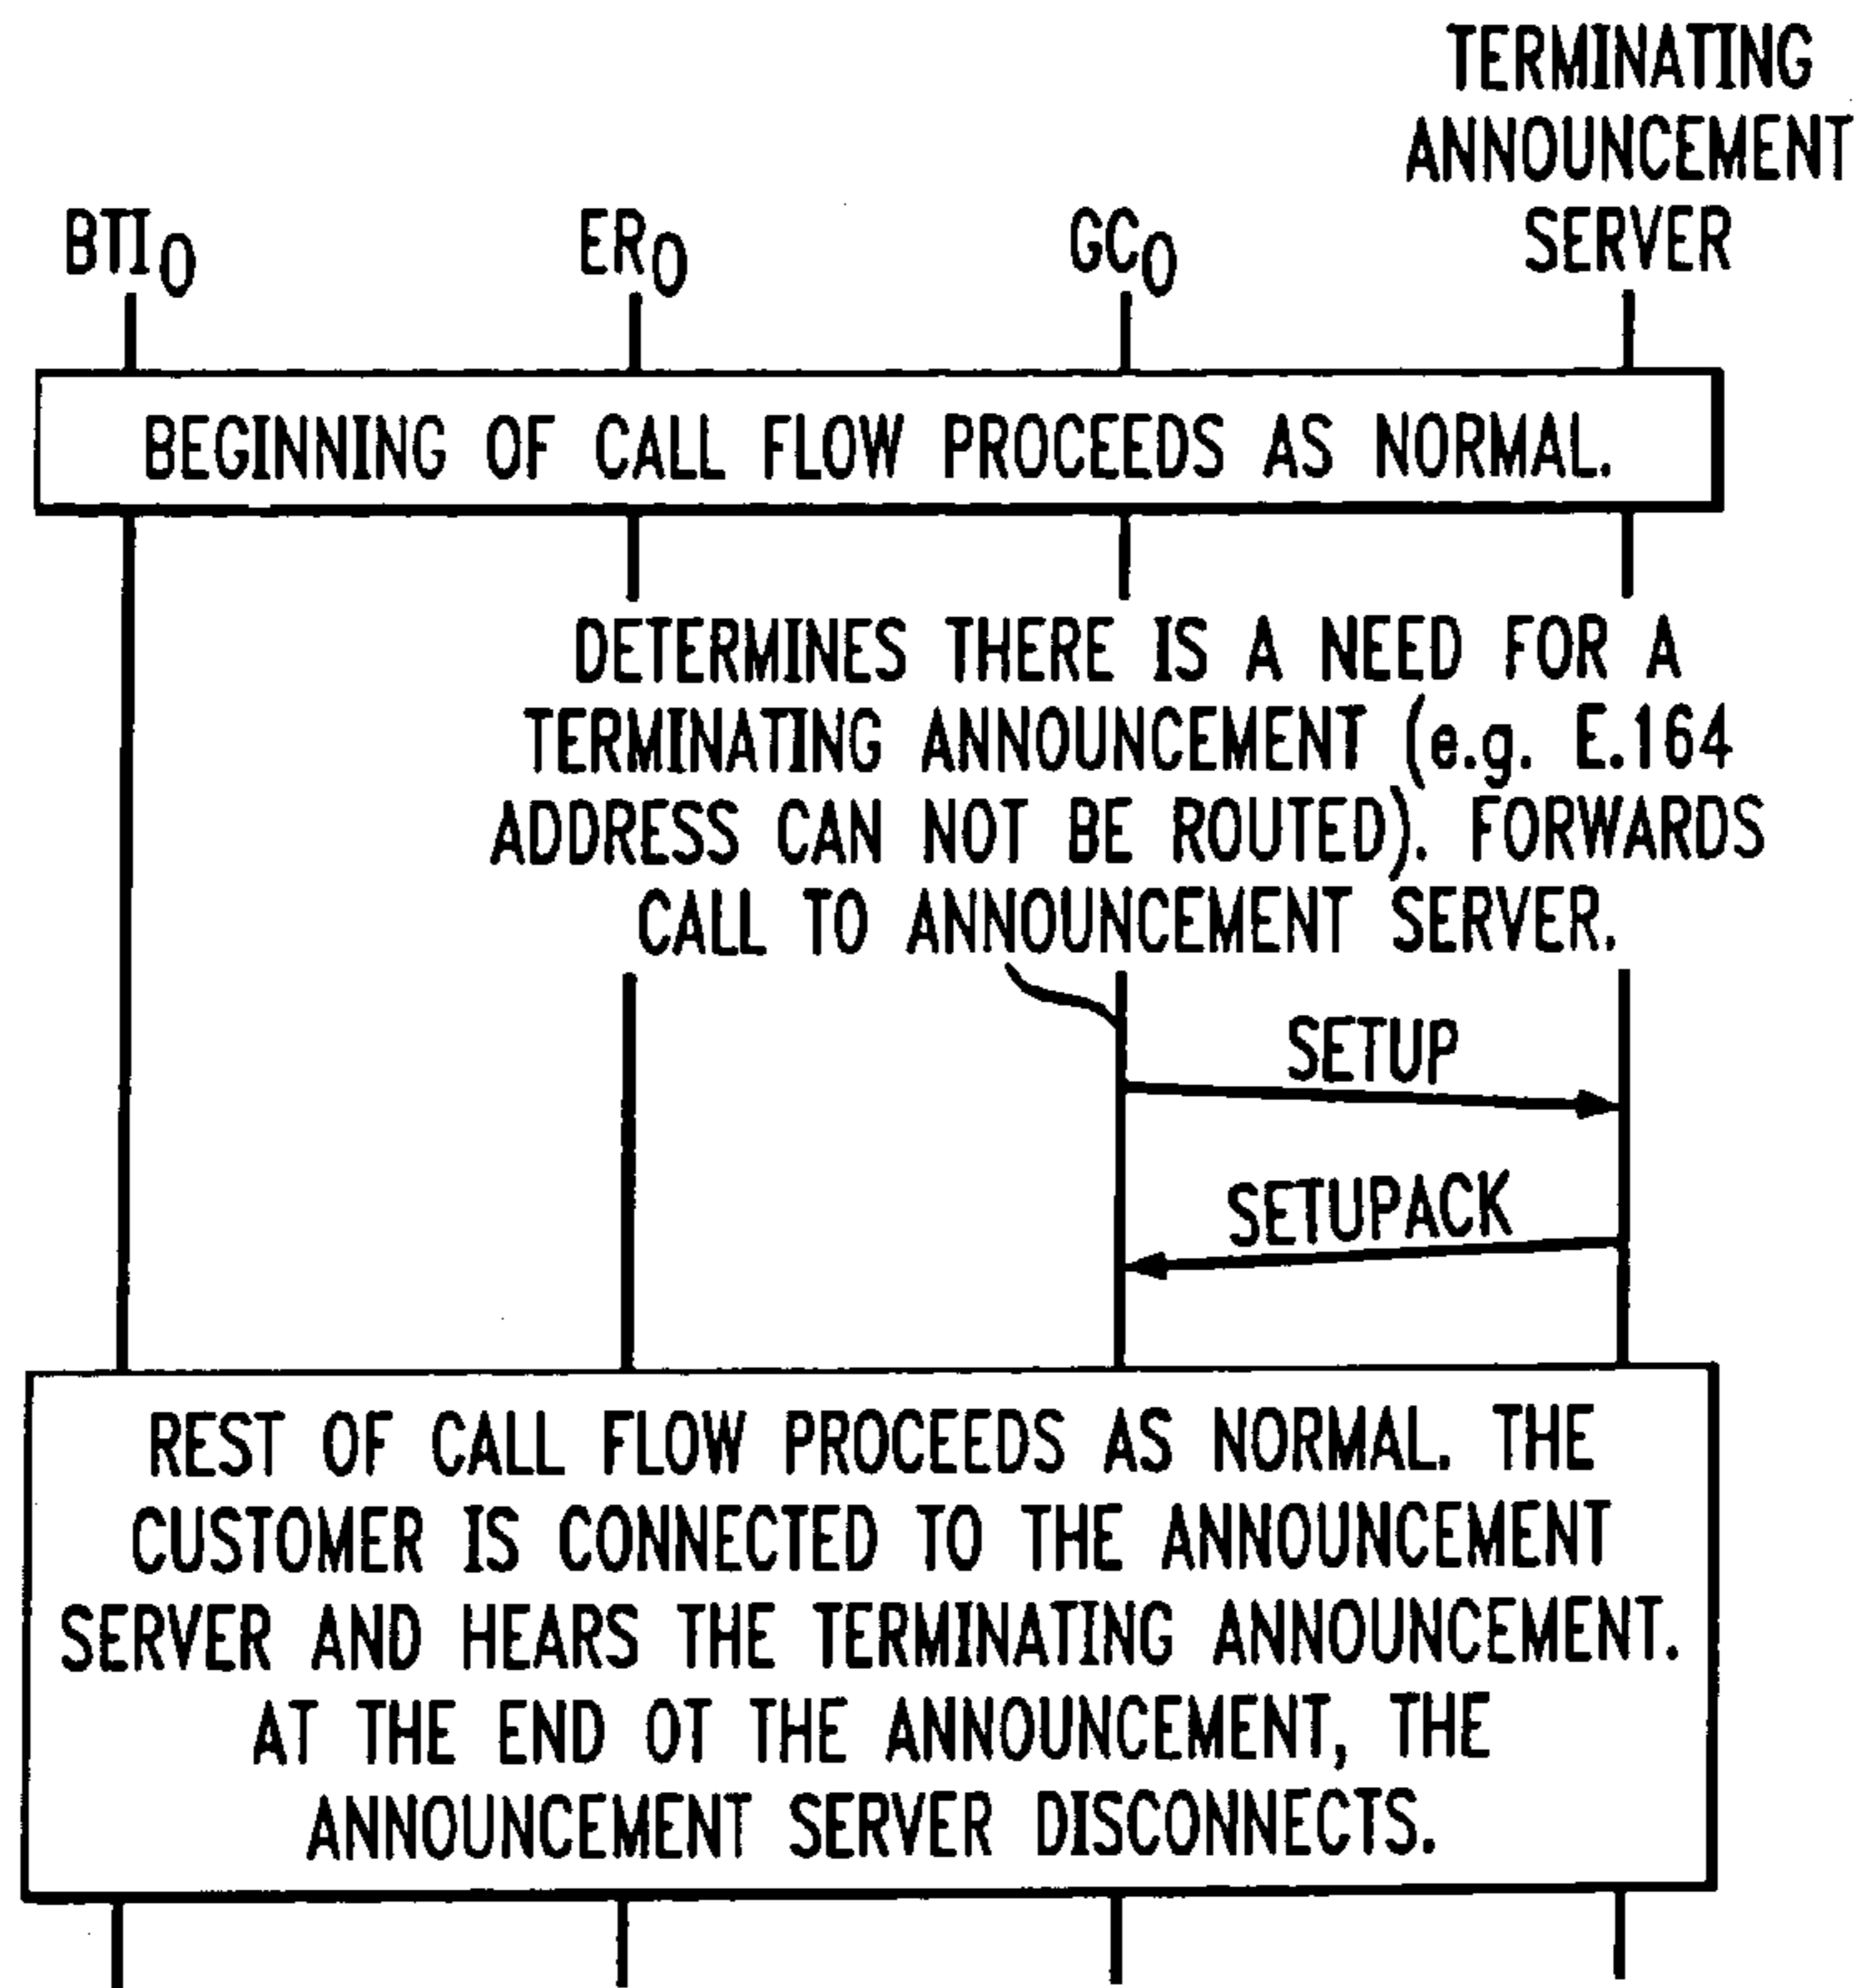 TERMINATING
ANNOUNCEMENT
SERVER
BTIO
ERO
GCO
BEGINNING OF CALL FLOW PROCEEDS AS NORMAL.
DETERMINES THERE IS A NEED FOR A
TERMINATING ANNOUNCEMENT (e.g. E.164
ADDRESS CAN NOT BE ROUTED). FORWARDS
CALL TO ANNOUNCEMENT SERVER.
SETUP
SETUPACK
REST OF CALL FLOW PROCEEDS AS NORMAL. THE
CUSTOMER IS CONNECTED TO THE ANNOUNCEMENT
SERVER AND HEARS THE TERMINATING ANNOUNCEMENT.
AT THE END OT THE ANNOUNCEMENT, THE
ANNOUNCEMENT SERVER DISCONNECTS.